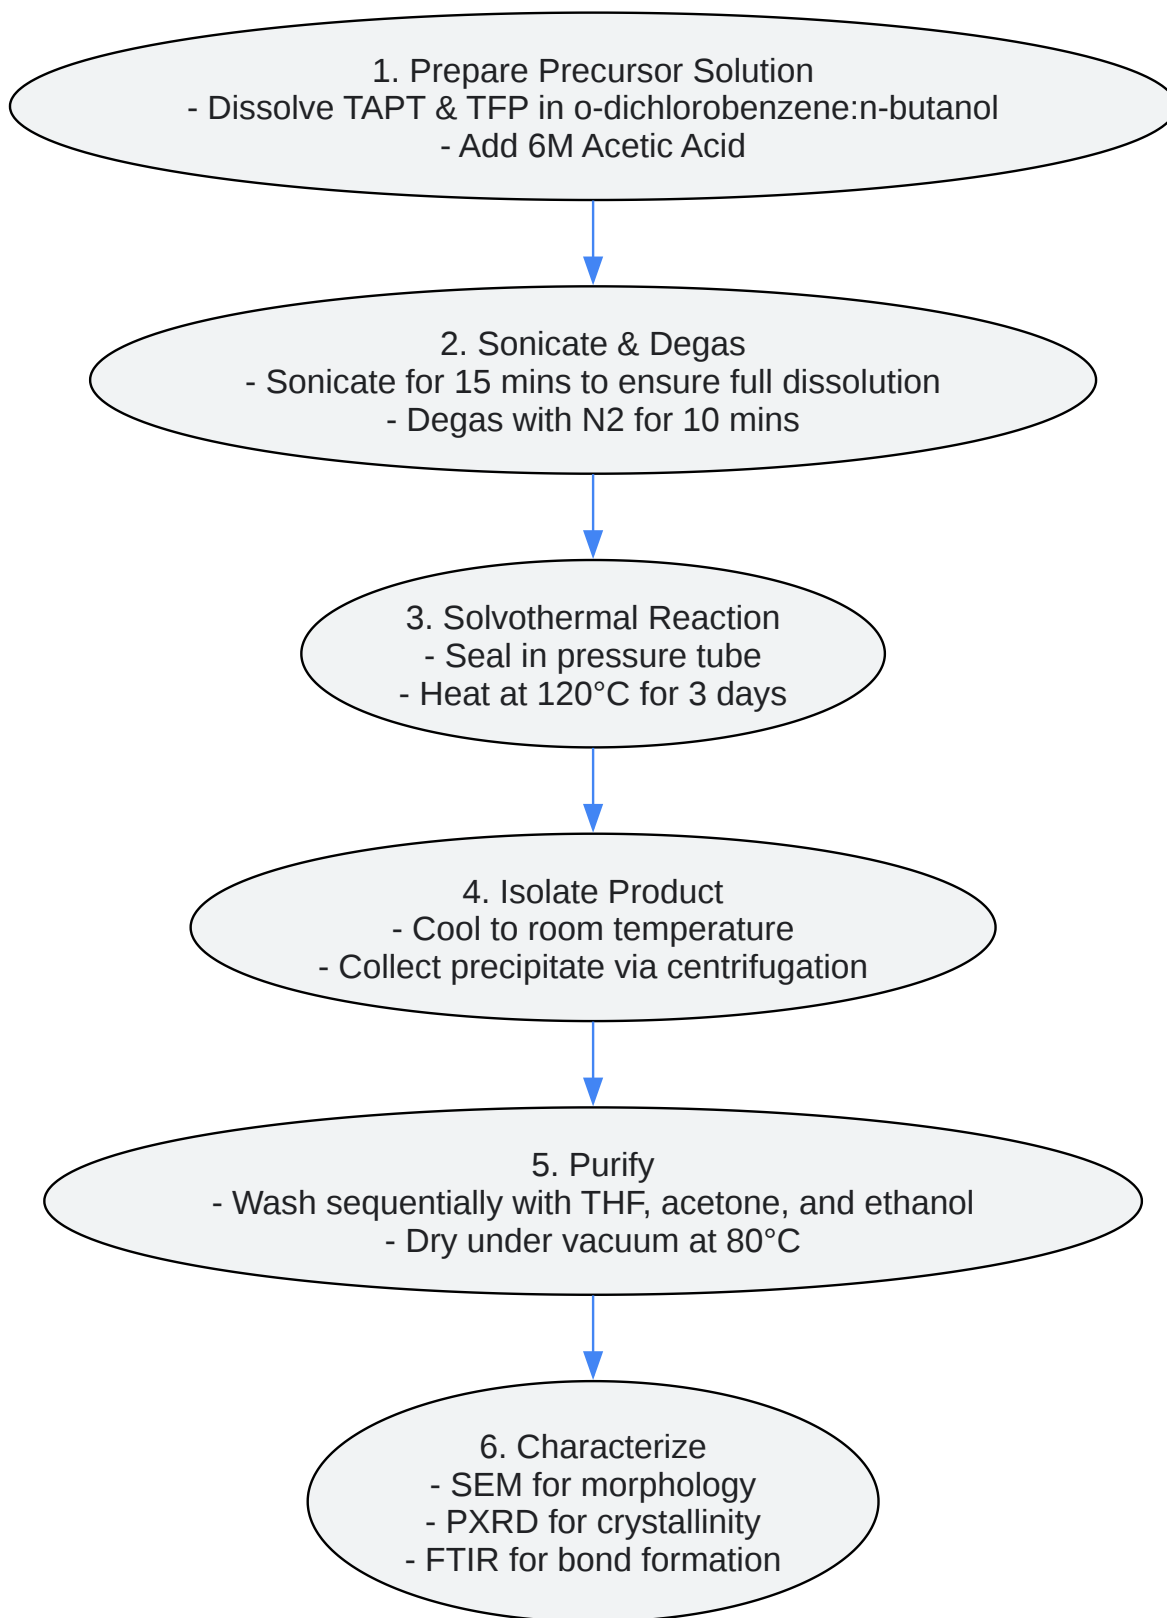 1. Prepare Precursor Solution
- Dissolve TAPT & TFP in o-dichlorobenzene:n-butanol
- Add 6M Acetic Acid
2. Sonicate & Degas
- Sonicate for 15 mins to ensure full dissolution
- Degas with N2 for 10 mins
3. Solvothermal Reaction
- Seal in pressure tube
- Heat at 120°C for 3 days
4. Isolate Product
- Cool to room temperature
- Collect precipitate via centrifugation
5. Purify
- Wash sequentially with THF, acetone, and ethanol
- Dry under vacuum at 80°C
6. Characterize
- SEM for morphology
- PXRD for crystallinity
- FTIR for bond formation